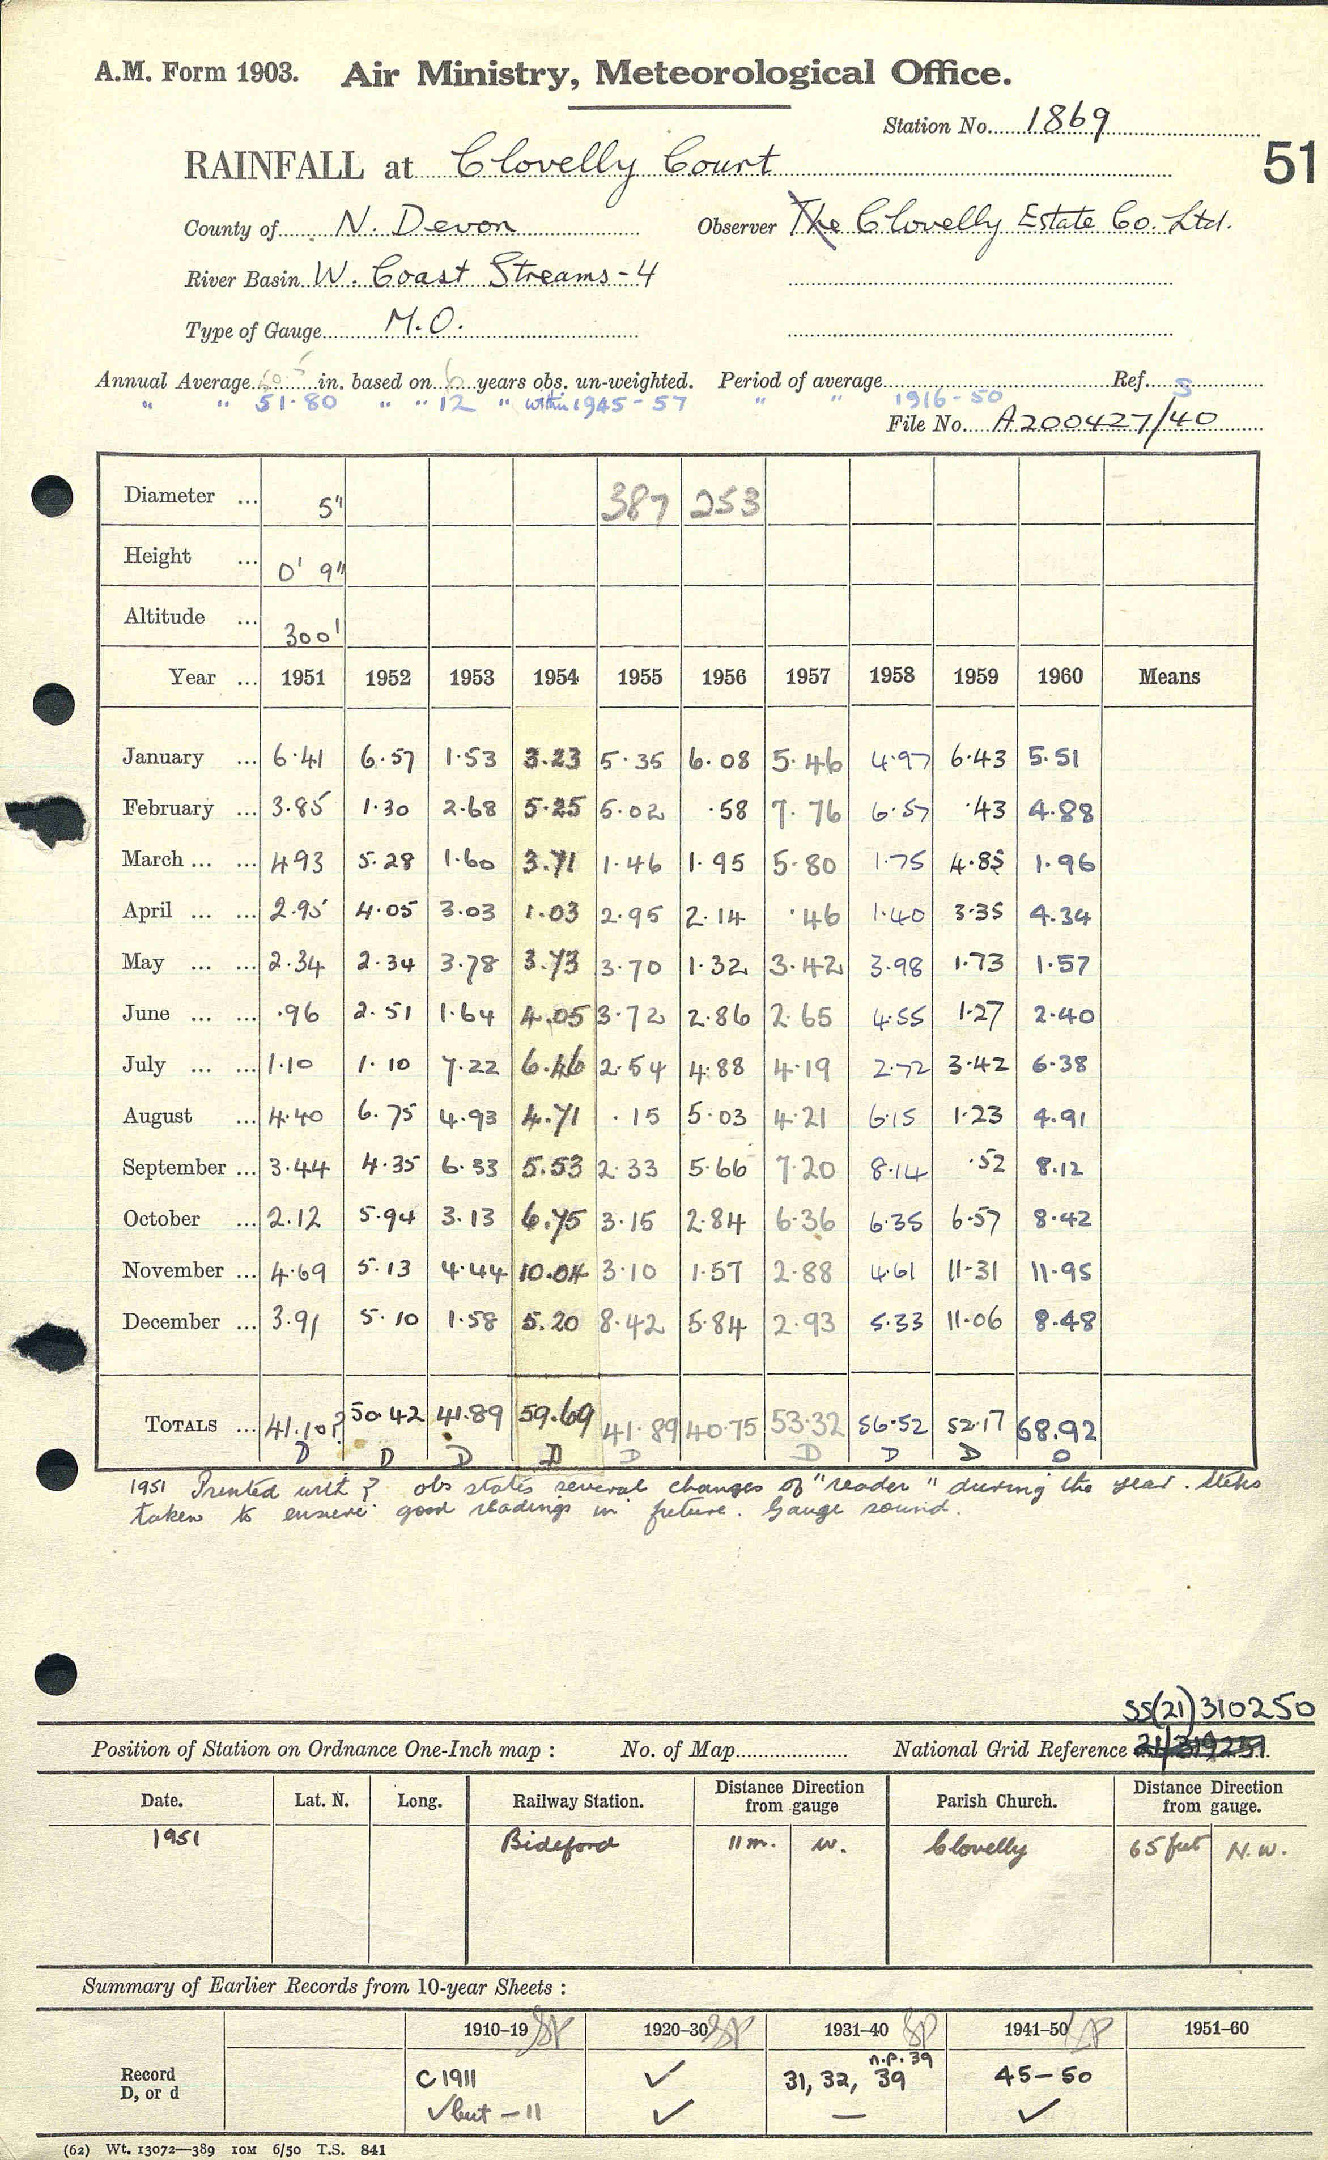 A.M. Form 1903. Air Ministry, Meteorological Office.
Station No. 1869
51
RAINFALL at Clovelly Court
County of N. Devon Observer The Clovelly Estate Co. Ltd.
River Basin W. Coast Streams - 4
Type of Gauge M.O.
Annual Average in. based on 6 years obs. un-weighted. Period of average Ref. S
" " 51.80 " " 12 " within 1945-57 " " 1916-50
File No. A200427/40
Diameter ... 5" 387 253
Height ... 0' 9"
Altitude ... 300'
Year ... 1951 1952 1953 1954 1955 1956 1957 1958 1959 1960 Means
January ... 6.41 6.57 1.53 3.23 5.35 6.08 5.46 4.97 6.43 5.51
February ... 3.85 1.30 2.68 5.25 5.02 .58 7.76 6.57 .43 4.88
March ... ... 4.93 5.28 1.60 3.71 1.46 1.95 5.80 1.75 4.85 1.96
April ... ... 2.95 4.05 3.03 1.03 2.95 2.14 .46 1.40 3.35 4.34
May ... ... 2.34 2.34 3.78 3.73 3.70 1.32 3.42 3.98 1.73 1.57
June ... ... .96 2.51 1.64 4.05 3.72 2.86 2.65 4.55 1.27 2.40
July ... ... 1.10 1.10 7.22 6.46 2.54 4.88 4.19 2.72 3.42 6.38
August ... 4.40 6.75 4.93 4.71 .15 5.03 4.21 6.15 1.23 4.91
September ... 3.44 4.35 6.33 5.53 2.33 5.66 7.20 8.14 .52 8.12
October ... 2.12 5.94 3.13 6.75 3.15 2.84 6.36 6.35 6.57 8.42
November ... 4.69 5.13 4.44 10.04 3.10 1.57 2.88 4.61 11.31 11.95
December ... 3.91 5.10 1.58 5.20 8.42 5.84 2.93 5.33 11.06 8.48
TOTALS ... 41.10? 50.42 41.89 59.69 41.89 40.75 53.32 56.52 52.17 68.92
D D D D D D D D D
1951 Printed with ? obs states several changes of "reader" during the year. Steps
taken to ensure good readings in future. Gauge sound.
SS(21)310250
Position of Station on Ordnance One-Inch map : No. of Map National Grid Reference 21/319251
Date. Lat. N. Long. Railway Station. Distance Direction from gauge Parish Church. Distance Direction from gauge.
1951 Bideford 11 m. W. Clovelly 65 feet N.W.
Summary of Earlier Records from 10-year Sheets :
1910-19 SP 1920-30 SP 1931-40 SP 1941-50 SP 1951-60
n.p. 39
Record C1911 ✓ 31, 32, 39 45-50
D, or d ✓ but - 11 ✓ — ✓
(62) Wt. 13072—389 10M 6/50 T.S. 841